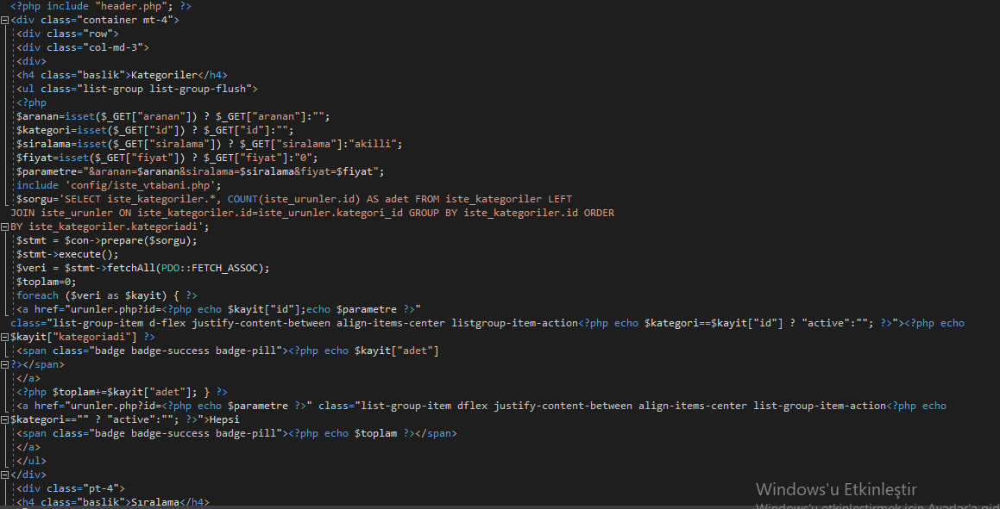 <?php include "header.php"; ?>
<div class="container mt-4">
<div class="row">
<div class="col-md-3">
<div>
<h4 class="baslik">Kategoriler</h4>
<ul class="list-group list-group-flush">
<?php
$aranan=isset($_GET["aranan"]) ? $_GET["aranan"]:"";
$kategori=isset($_GET["id"]) ? $_GET["id"]:"";
$siralama=isset($_GET["siralama"]) ? $_GET["siralama"]:"akilli";
$fiyat=isset($_GET["fiyat"]) ? $_GET["fiyat"]:"0";
$parametre="&aranan=$aranan&siralama=$siralama&fiyat=$fiyat";
include 'config/iste_vtabani.php';
$sorgu='SELECT iste_kategoriler.*, COUNT(iste_urunler.id) AS adet FROM iste_kategoriler LEFT
JOIN iste_urunler ON iste_kategoriler.id=iste_urunler.kategori_id GROUP BY iste_kategoriler.id ORDER
BY iste_kategoriler.kategoriadi';
$stmt = $con->prepare($sorgu);
$stmt->execute();
$veri = $stmt->fetchAll(PDO::FETCH_ASSOC);
$toplam=0;
foreach ($veri as $kayit) { ?>
<a href="urunler.php?id=<?php echo $kayit["id"];echo $parametre ?>"
class="list-group-item d-flex justify-content-between align-items-center listgroup-item-action<?php echo $kategori==$kayit["id"] ? "active":""; ?>"><?php echo
$kayit["kategoriadi"] ?>
<span class="badge badge-success badge-pill"><?php echo $kayit["adet"]
?></span>
</a>
<?php $toplam+=$kayit["adet"]; } ?>
<a href="urunler.php?id=<?php echo $parametre ?>" class="list-group-item dflex justify-content-between align-items-center list-group-item-action<?php echo
$kategori=="" ? "active":""; ?>">Hepsi
<span class="badge badge-success badge-pill"><?php echo $toplam ?></span>
</a>
</ul>
</div>
<div class="pt-4">
<h4 class="baslik">Sıralama</h4>
Windows'u Etkinleştir
Windows'u etkinleştirmek için Ayarlar'a gid